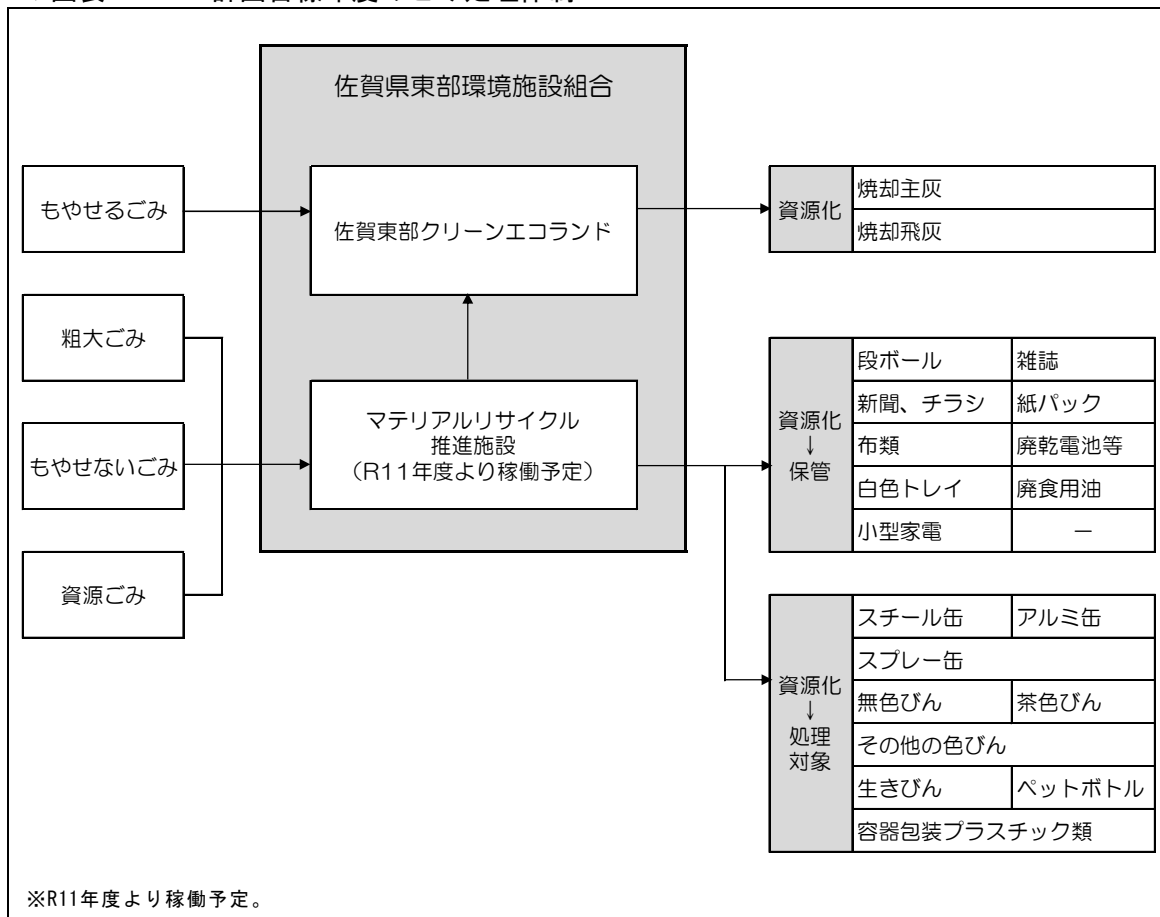 佐賀県東部環境施設組合
もやせるごみ
佐賀東部クリーンエコランド
資源化
焼却主灰
焼却飛灰
粗大ごみ
もやせないごみ
資源ごみ
マテリアルリサイクル
推進施設
（R11年度より稼働予定）
資源化
↓
保管
段ボール
雑誌
新聞、チラシ
紙パック
布類
廃乾電池等
白色トレイ
廃食用油
小型家電
－
資源化
↓
処理
対象
スチール缶
アルミ缶
スプレー缶
無色びん
茶色びん
その他の色びん
生きびん
ペットボトル
容器包装プラスチック類
※R11年度より稼働予定。